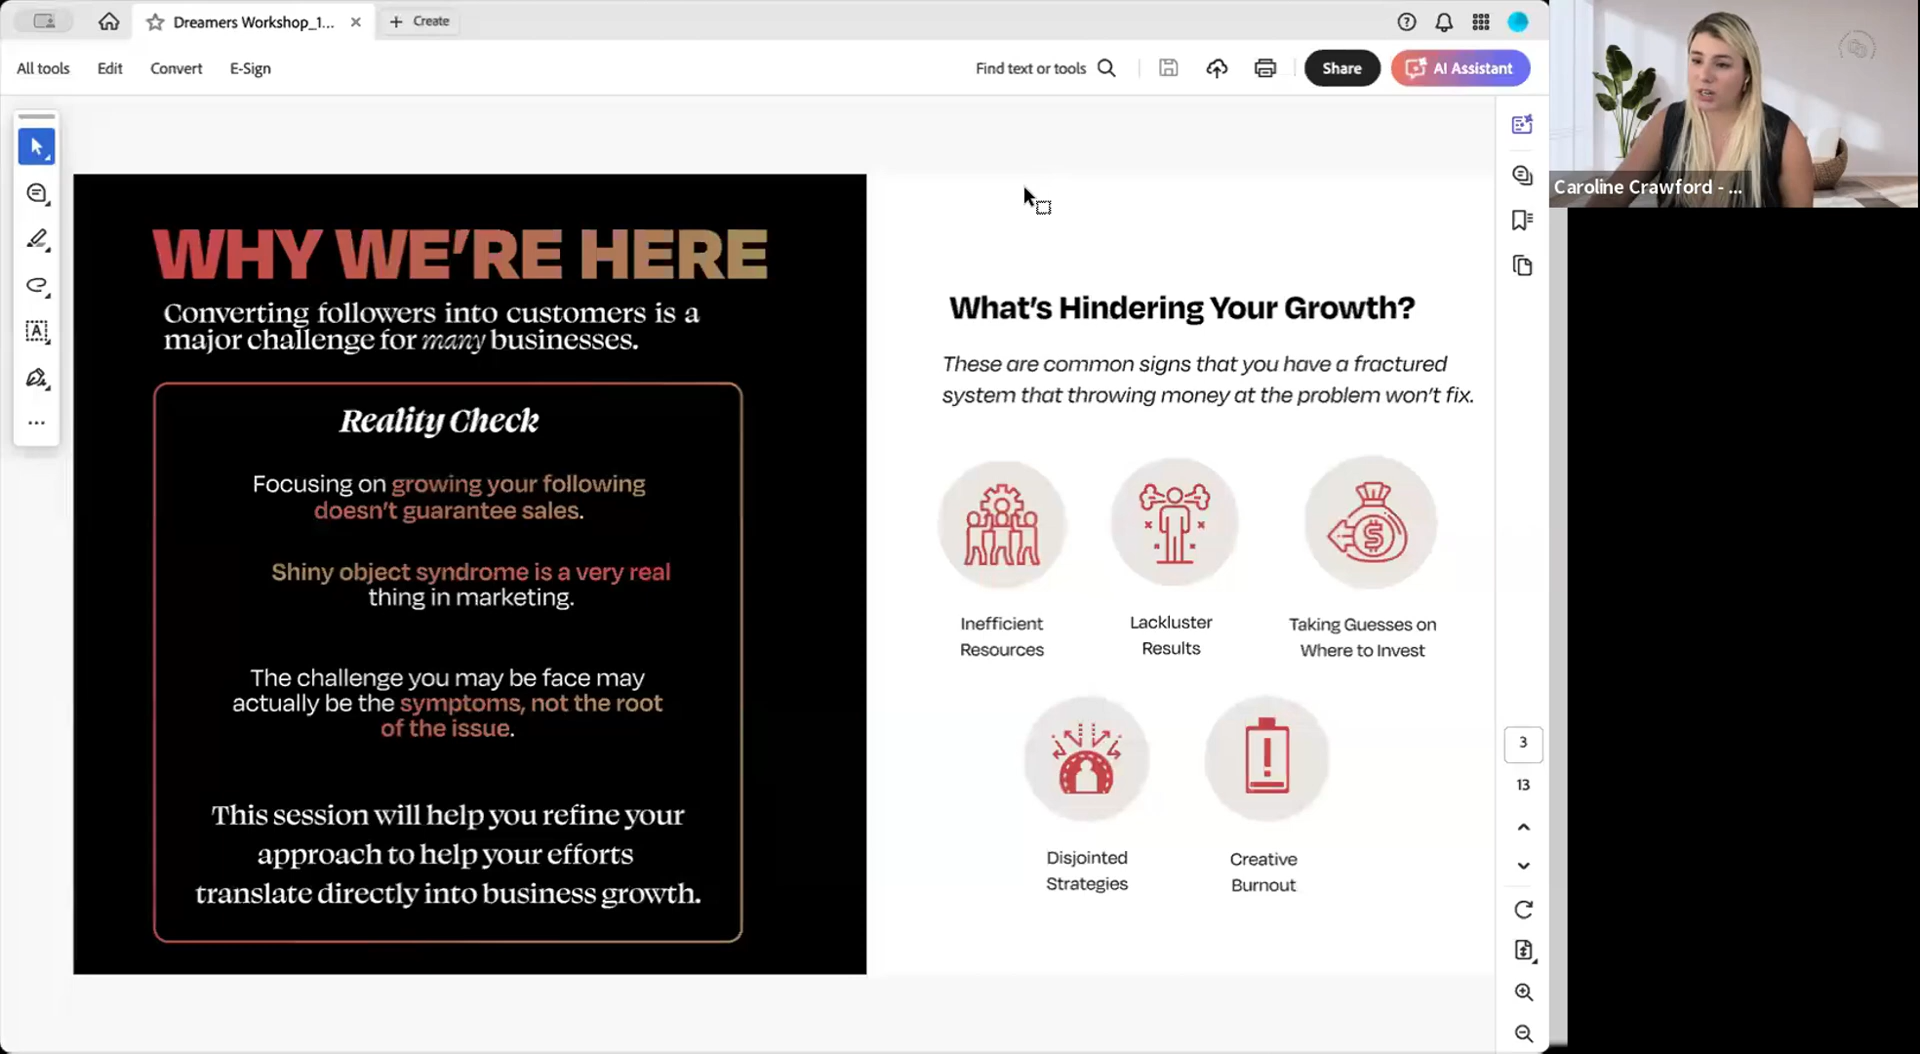 Dreamers Workshop_1...
Create
All tools
Edit
Convert
E-Sign
Find text or tools
Share
AI Assistant
Caroline Crawford - ...
WHY WE'RE HERE
Converting followers into customers is a
major challenge for many businesses.
Reality Check
Focusing on growing your following
doesn't guarantee sales.
Shiny object syndrome is a very real
thing in marketing.
The challenge you may be face may
actually be the symptoms, not the root
of the issue.
This session will help you refine your
approach to help your efforts
translate directly into business growth.
What's Hindering Your Growth?
These are common signs that you have a fractured
system that throwing money at the problem won't fix.
Inefficient
Resources
Lackluster
Results
Taking Guesses on
Where to Invest
Disjointed
Strategies
Creative
Burnout
3
13